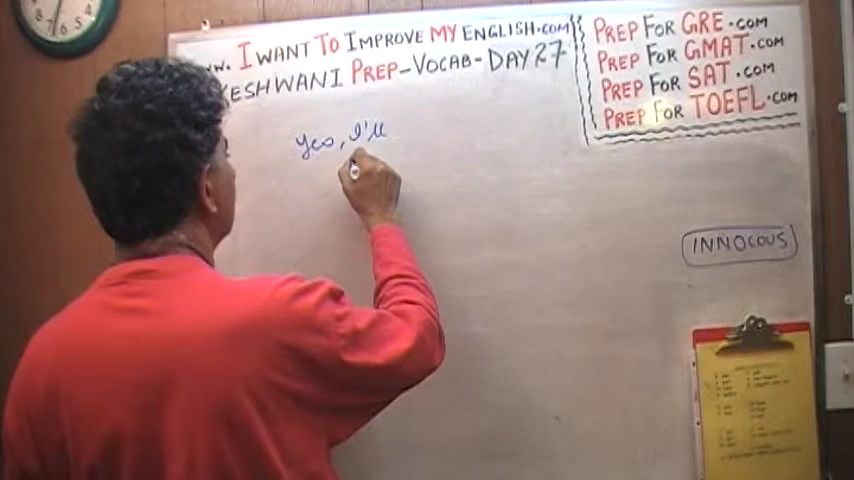 w. I WANT TO IMPROVE MY ENGLISH.COM
KESHWANI PREP-VOCAB-DAY 27
PREP FOR GRE.COM
PREP FOR GMAT.COM
PREP FOR SAT.COM
PREP FOR TOEFL.COM
Yes, I'll
INNOCOUS